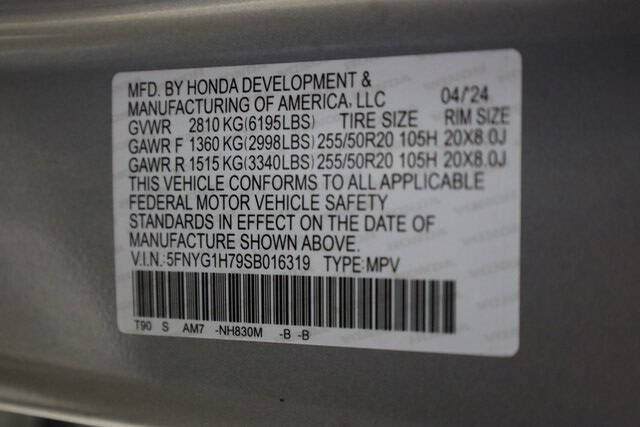 MFD. BY HONDA DEVELOPMENT &
MANUFACTURING OF AMERICA, LLC 04/'24
GVWR 2810 KG(6195LBS) TIRE SIZE RIM SIZE
GAWR F 1360 KG(2998LBS) 255/50R20 105H 20X8.0J
GAWR R 1515 KG(3340LBS) 255/50R20 105H 20X8.0J
THIS VEHICLE CONFORMS TO ALL APPLICABLE
FEDERAL MOTOR VEHICLE SAFETY
STANDARDS IN EFFECT ON THE DATE OF
MANUFACTURE SHOWN ABOVE.
V.I.N.:5FNYG1H79SB016319 TYPE:MPV
T90 S AM7 -NH830M -B -B